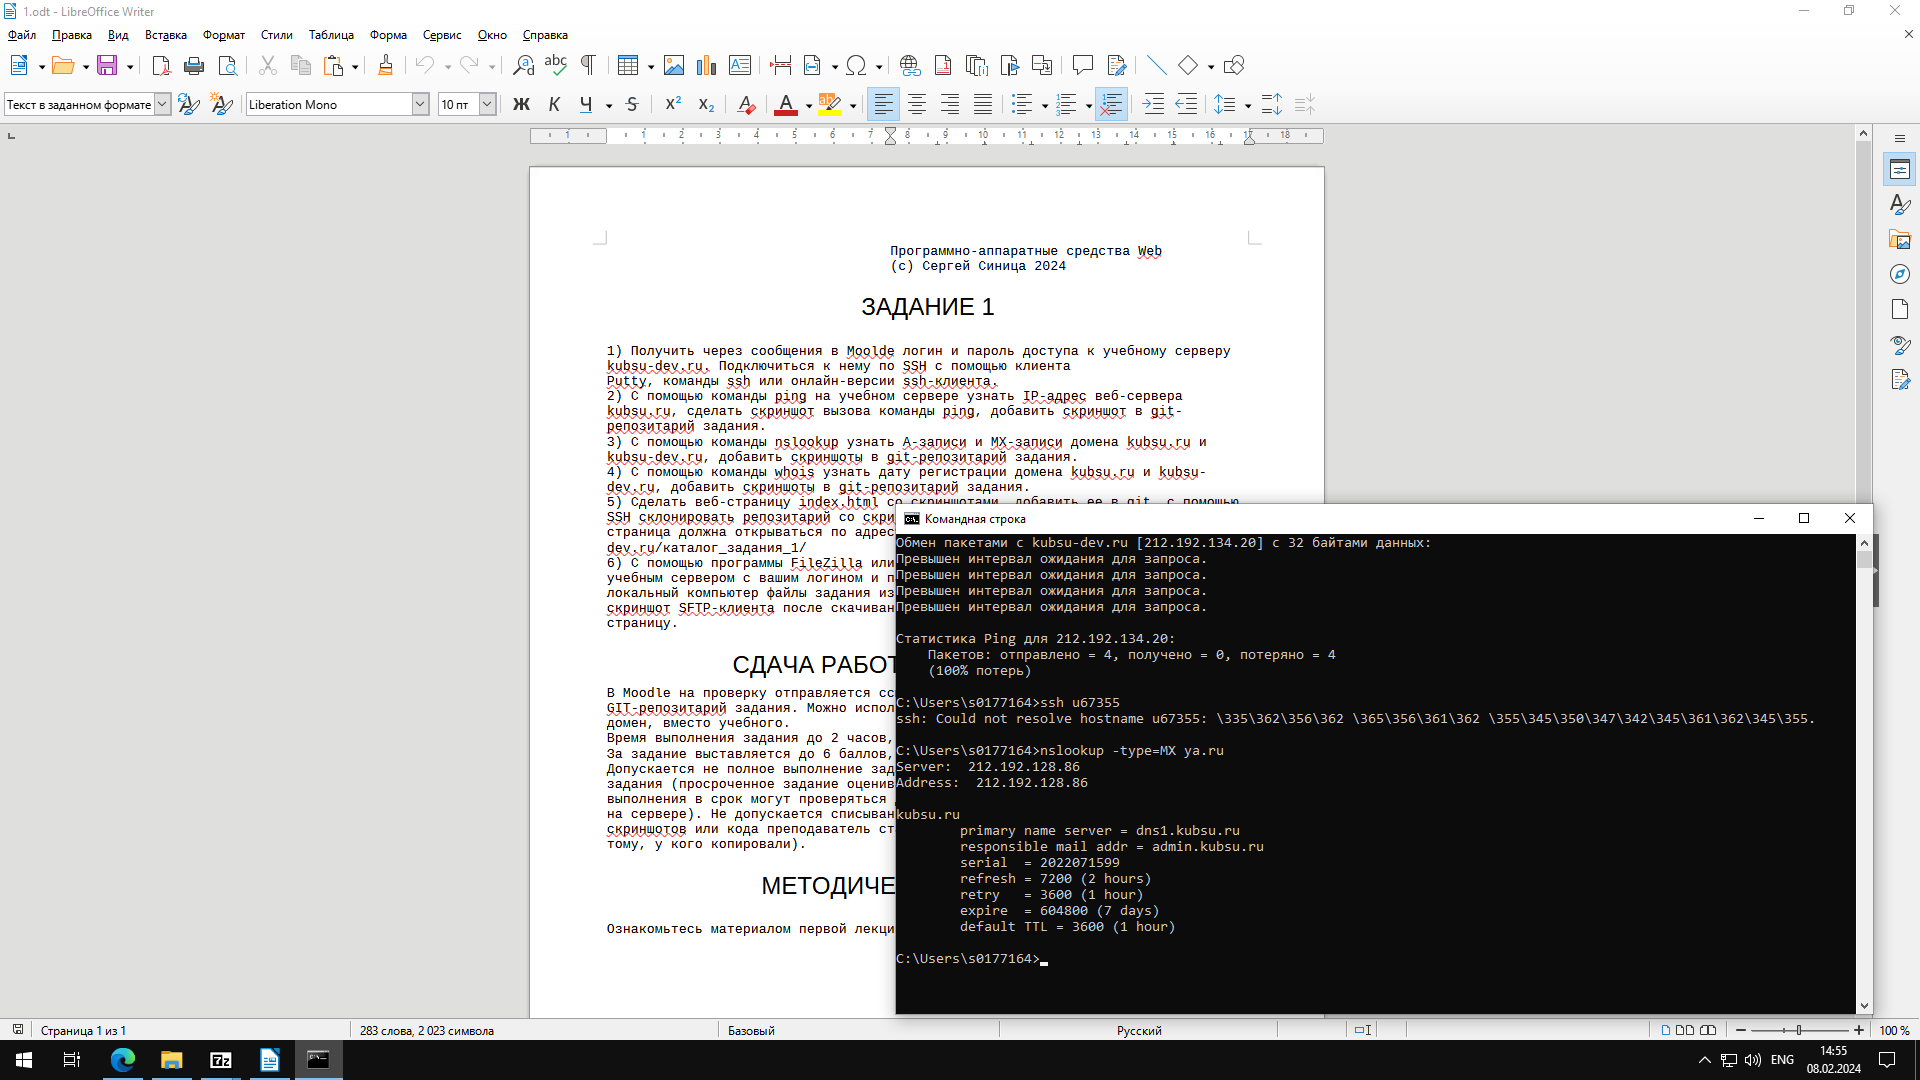 1.odt - LibreOffice Writer
Файл Правка Вид Вставка Формат Стили Таблица Форма Сервис Окно Справка
Текст в заданном формате Liberation Mono 10 пт Ж К Ч S
1 1 2 3 4 5 6 7 8 9 10 11 12 13 14 15 16 17 18
Программно-аппаратные средства Web
(с) Сергей Синица 2024
ЗАДАНИЕ 1
1) Получить через сообщения в Moolde логин и пароль доступа к учебному серверу
kubsu-dev.ru. Подключиться к нему по SSH с помощью клиента
Putty, команды ssh или онлайн-версии ssh-клиента.
2) С помощью команды ping на учебном сервере узнать IP-адрес веб-сервера
kubsu.ru, сделать скриншот вызова команды ping, добавить скриншот в git-
репозитарий задания.
3) С помощью команды nslookup узнать А-записи и MX-записи домена kubsu.ru и
kubsu-dev.ru, добавить скриншоты в git-репозитарий задания.
4) С помощью команды whois узнать дату регистрации домена kubsu.ru и kubsu-
dev.ru, добавить скриншоты в git-репозитарий задания.
5) Сделать веб-страницу index.html со скриншотами, добавить ее в git, с помощью
SSH склонировать репозитарий со скри
страница должна открываться по адрес
dev.ru/каталог_задания_1/
6) С помощью программы FileZilla или
учебным сервером с вашим логином и п
локальный компьютер файлы задания из
скриншот SFTP-клиента после скачиван
страницу.
СДАЧА РАБОТ
В Moodle на проверку отправляется сс
GIT-репозитарий задания. Можно испол
домен, вместо учебного.
Время выполнения задания до 2 часов,
За задание выставляется до 6 баллов,
Допускается не полное выполнение зад
задания (просроченное задание оценив
выполнения в срок могут проверяться
на сервере). Не допускается списыван
скриншотов или кода преподаватель ст
тому, у кого копировали).
МЕТОДИЧЕ
Ознакомьтесь материалом первой лекци
Командная строка
Обмен пакетами с kubsu-dev.ru [212.192.134.20] с 32 байтами данных:
Превышен интервал ожидания для запроса.
Превышен интервал ожидания для запроса.
Превышен интервал ожидания для запроса.
Превышен интервал ожидания для запроса.
Статистика Ping для 212.192.134.20:
Пакетов: отправлено = 4, получено = 0, потеряно = 4
(100% потерь)
C:\Users\s0177164>ssh u67355
ssh: Could not resolve hostname u67355: \335\362\356\362 \365\356\361\362 \355\345\350\347\342\345\361\362\345\355.
C:\Users\s0177164>nslookup -type=MX ya.ru
Server: 212.192.128.86
Address: 212.192.128.86
kubsu.ru
primary name server = dns1.kubsu.ru
responsible mail addr = admin.kubsu.ru
serial = 2022071599
refresh = 7200 (2 hours)
retry = 3600 (1 hour)
expire = 604800 (7 days)
default TTL = 3600 (1 hour)
C:\Users\s0177164>
Страница 1 из 1 283 слова, 2 023 символа Базовый Русский 100 %
ENG 14:55
08.02.2024